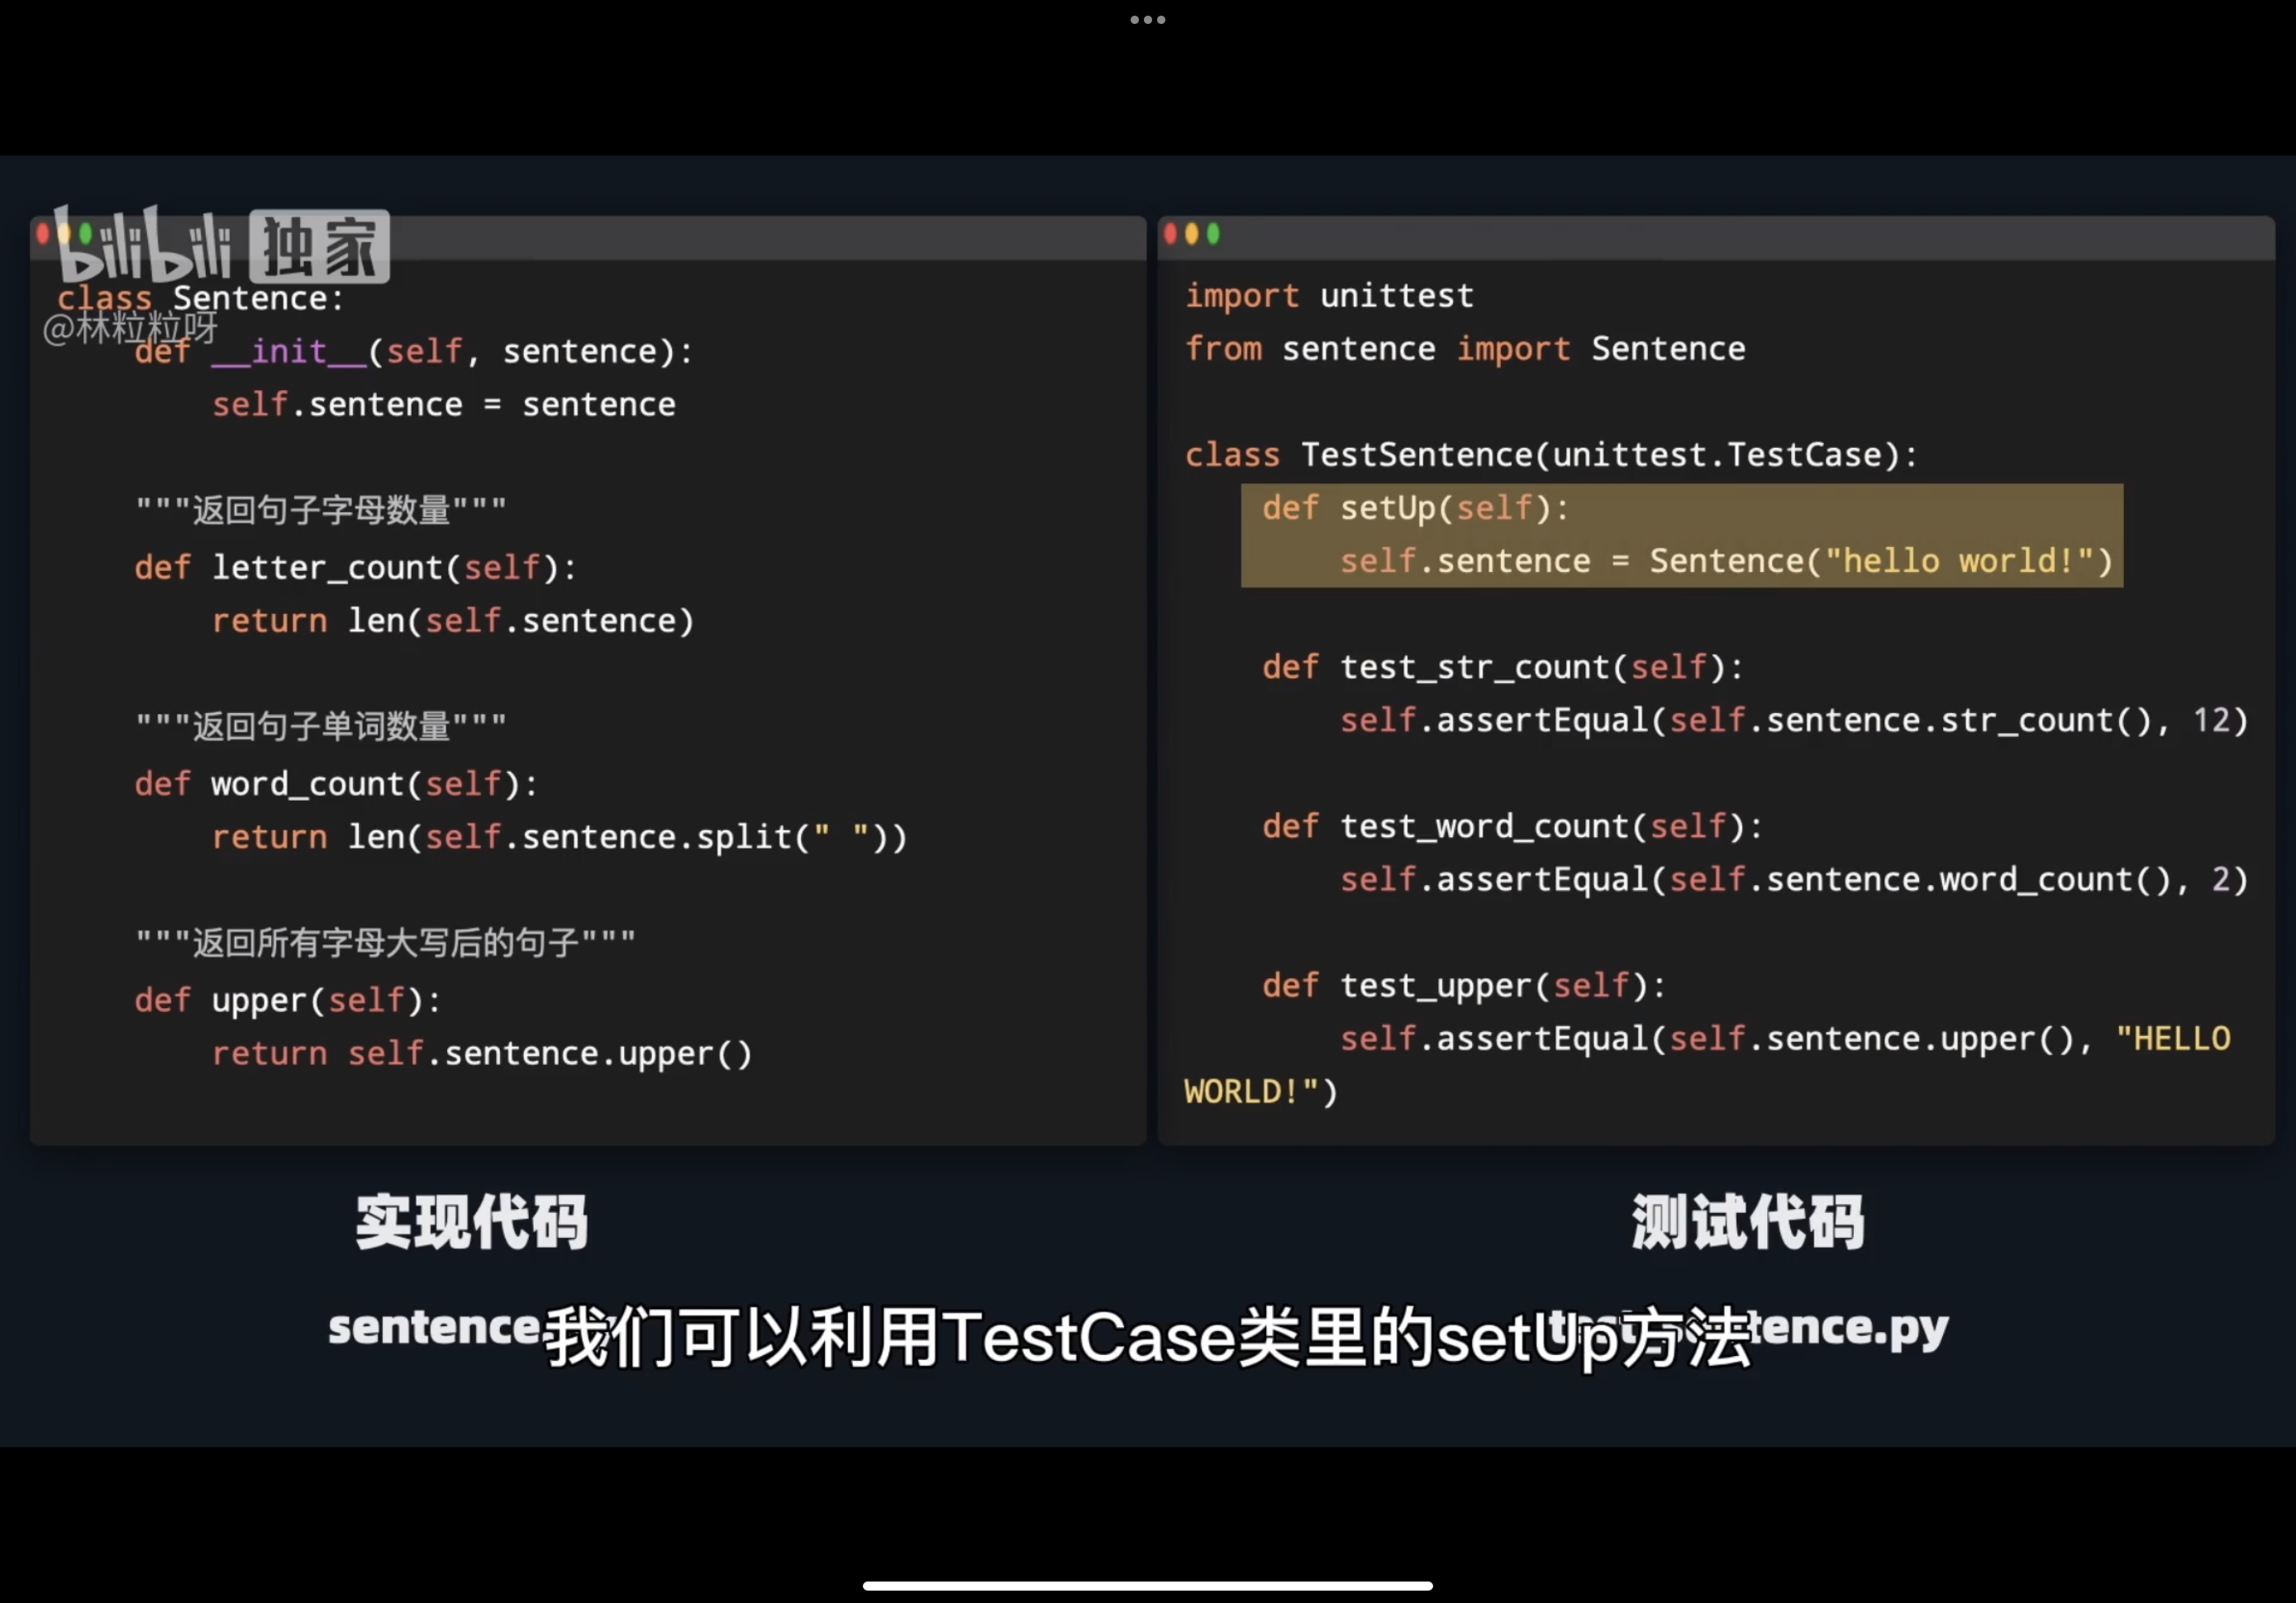 bilibili 独家
@林粒粒呀
class Sentence:
def __init__(self, sentence):
self.sentence = sentence
"""返回句子字母数量"""
def letter_count(self):
return len(self.sentence)
"""返回句子单词数量"""
def word_count(self):
return len(self.sentence.split(" "))
"""返回所有字母大写后的句子"""
def upper(self):
return self.sentence.upper()
import unittest
from sentence import Sentence
class TestSentence(unittest.TestCase):
def setUp(self):
self.sentence = Sentence("hello world!")
def test_str_count(self):
self.assertEqual(self.sentence.str_count(), 12)
def test_word_count(self):
self.assertEqual(self.sentence.word_count(), 2)
def test_upper(self):
self.assertEqual(self.sentence.upper(), "HELLO
WORLD!")
实现代码
测试代码
我们可以利用TestCase类里的setUp方法